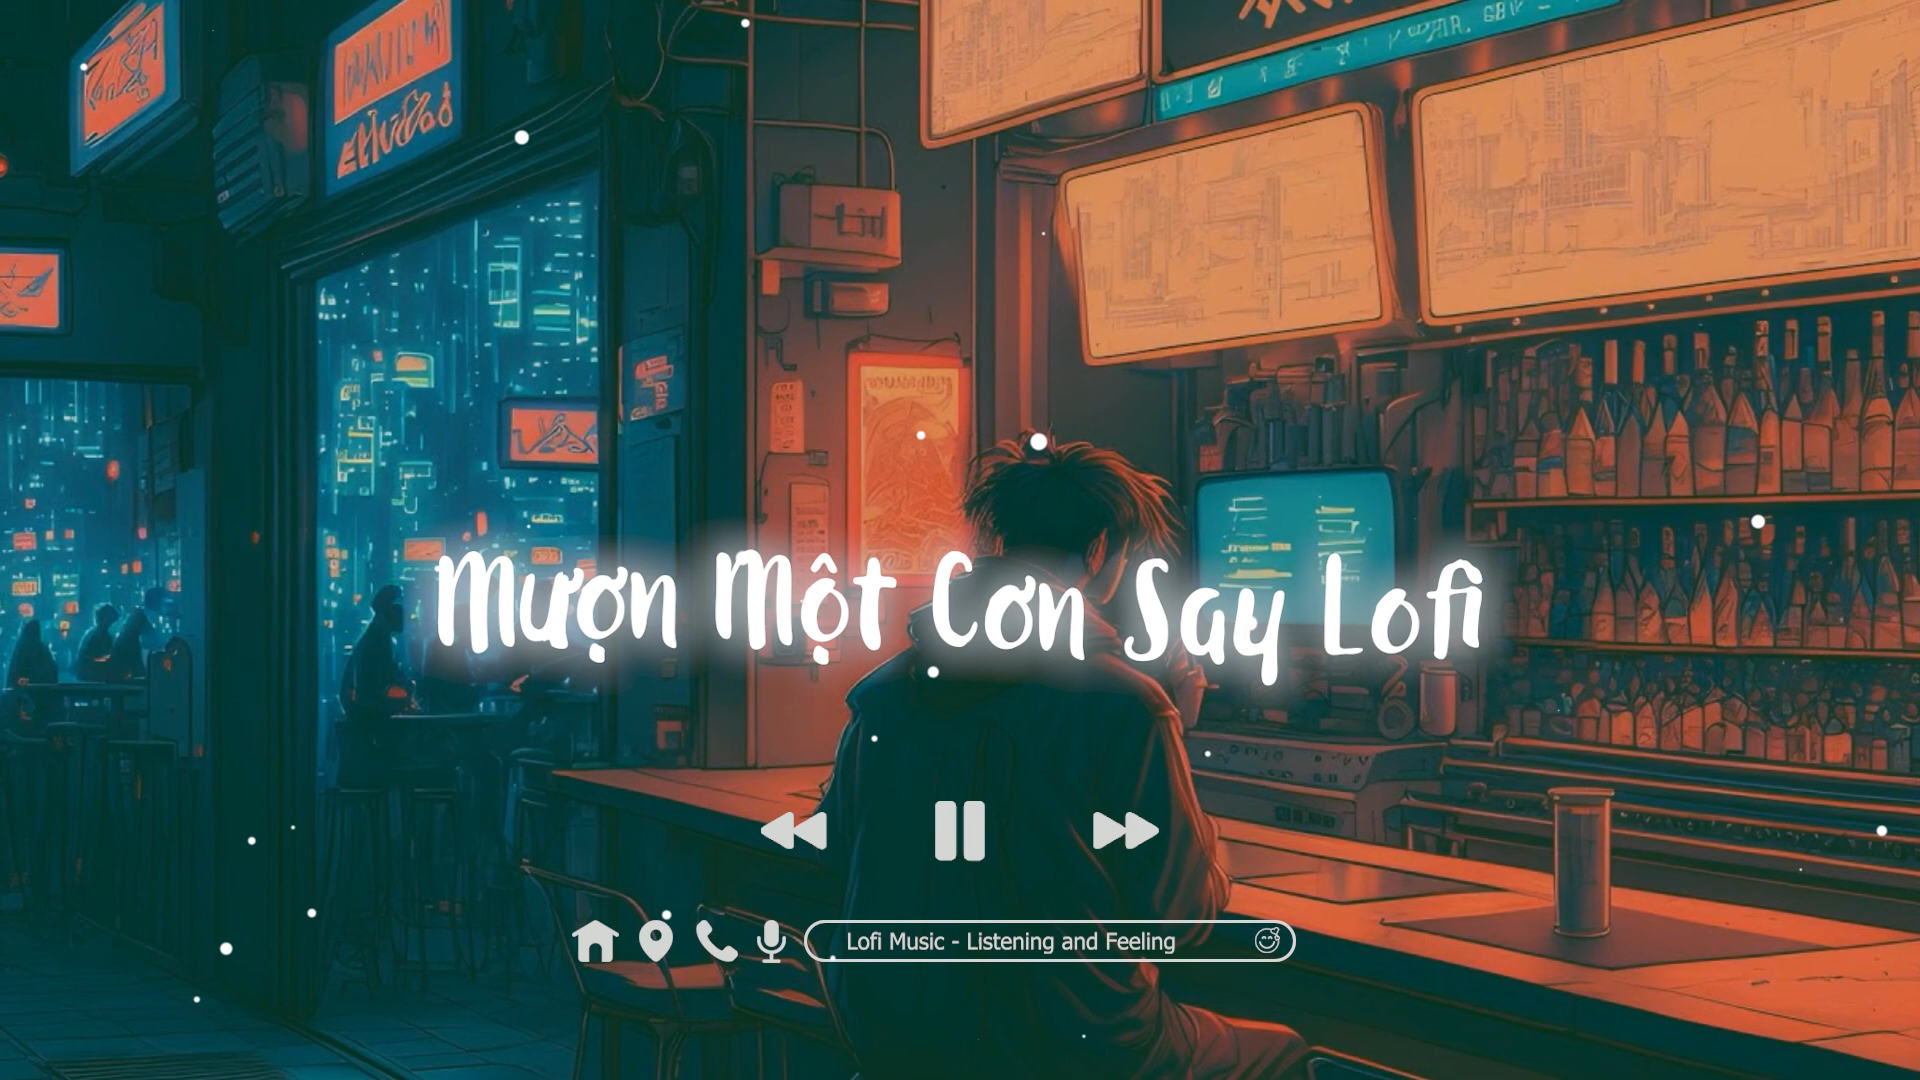 Mượn Một Cơn Say Lofi
Lofi Music - Listening and Feeling